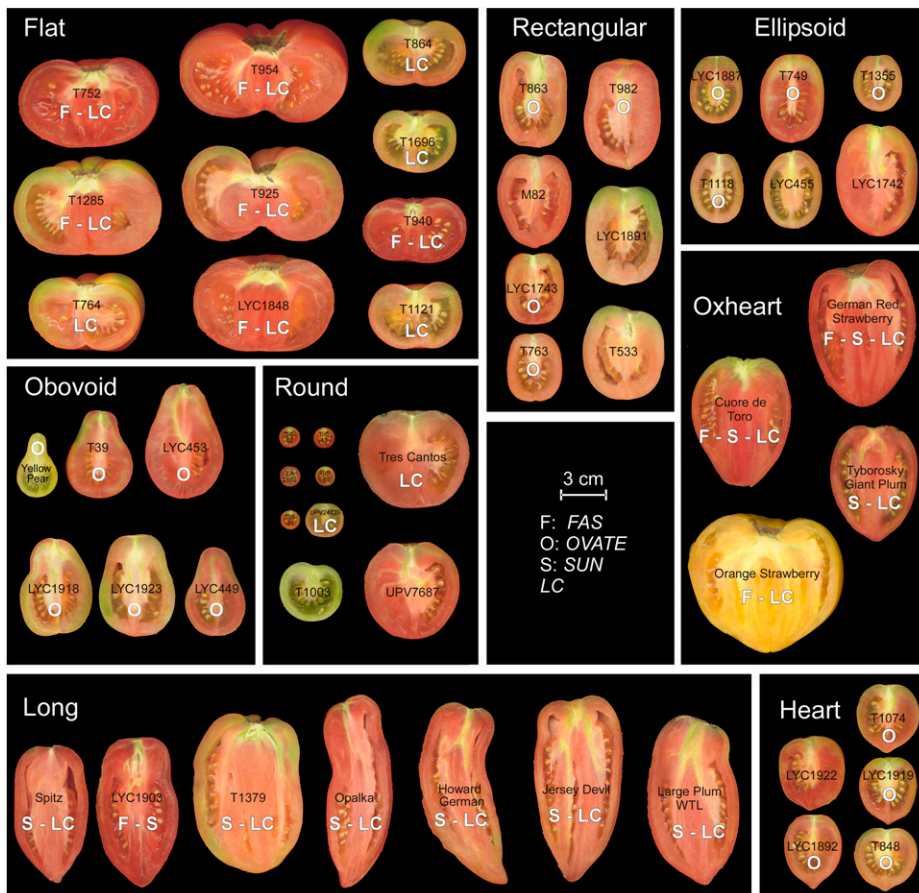 Flat
T752
F - LC
T954
F - LC
T864
LC
T1696
LC
T1285
F - LC
T925
F - LC
T940
F - LC
T764
LC
LYC1848
F - LC
T1121
LC
Rectangular
T863
O
T982
O
M82
LYC1891
LYC1743
O
T763
O
T533
Ellipsoid
LYC1887
O
T749
O
T1355
O
T1118
O
LYC455
LYC1742
Oxheart
German Red
Strawberry
F - S - LC
Cuore de
Toro
F - S - LC
Tyborosky
Giant Plum
S - LC
Orange Strawberry
F - LC
Obovoid
O
Yellow
Pear
T39
O
LYC453
O
LYC1918
O
LYC1923
O
LYC449
O
Round
Tres Cantos
LC
LC
T1003
UPV7687
3 cm
F: FAS
O: OVATE
S: SUN
LC
Long
Spitz
S - LC
LYC1903
F - S
T1379
S - LC
Opalka
S - LC
Howard
German
S - LC
Jersey Devil
S - LC
Large Plum
WTL
S - LC
Heart
T1074
O
LYC1922
LYC1919
O
LYC1892
O
T848
O